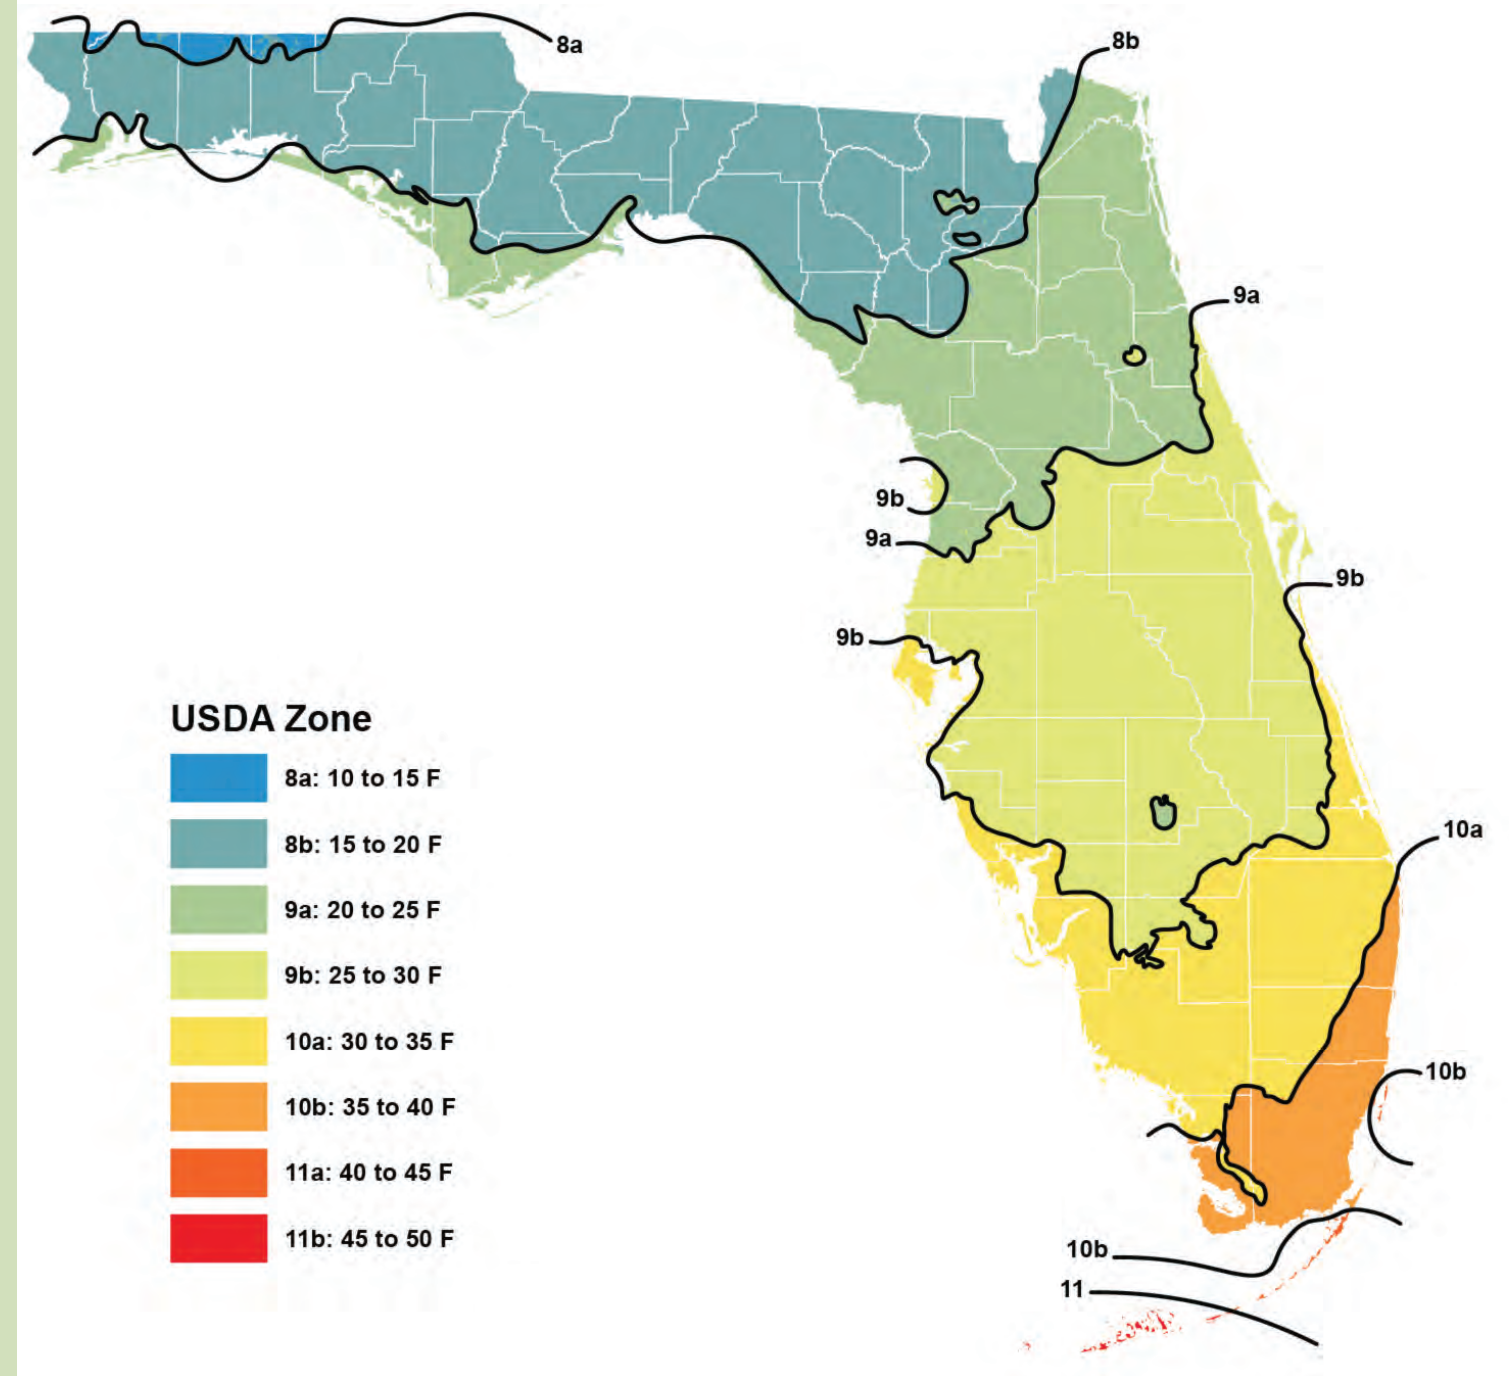 8a
8b
9a
9b
9a
9b
9b
10a
10b
10b
11
USDA Zone
8a: 10 to 15 F
8b: 15 to 20 F
9a: 20 to 25 F
9b: 25 to 30 F
10a: 30 to 35 F
10b: 35 to 40 F
11a: 40 to 45 F
11b: 45 to 50 F